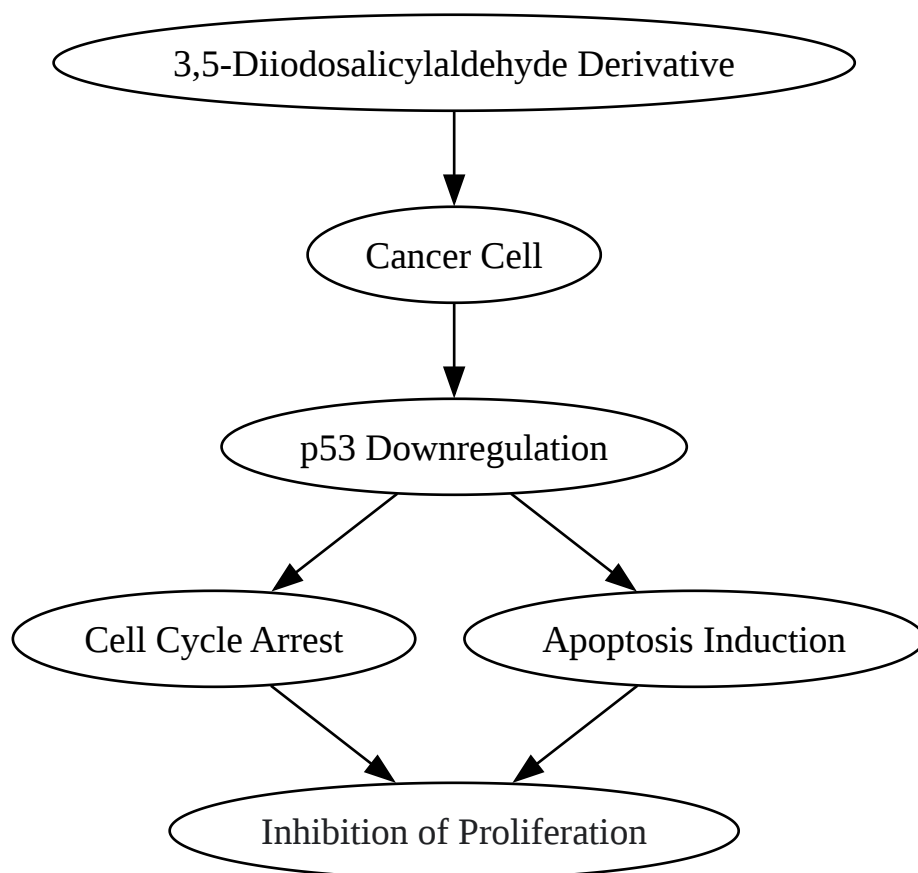 3,5-Diiodosalicylaldehyde Derivative
Cancer Cell
p53 Downregulation
Cell Cycle Arrest
Apoptosis Induction
Inhibition of Proliferation